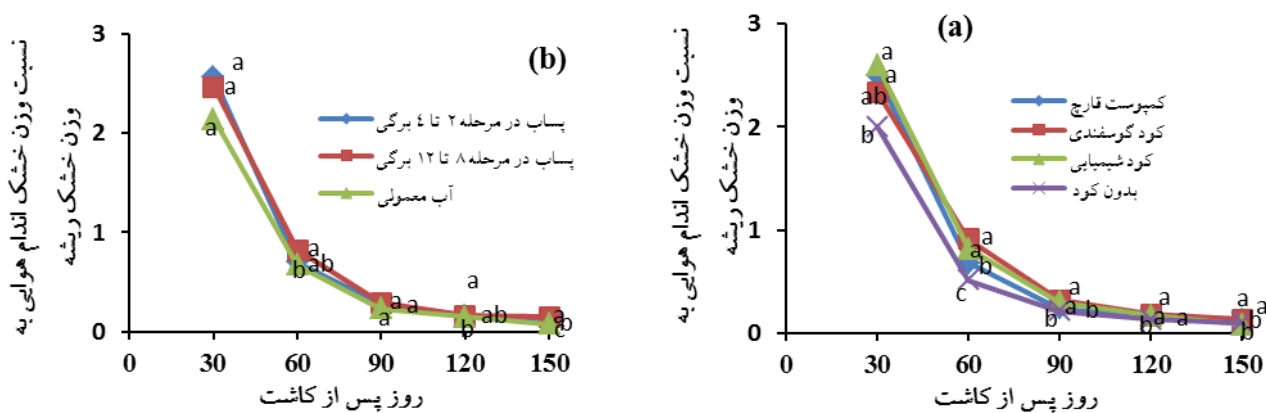 (a)
نسبت وزن خشک اندام هوایی به
وزن خشک ریشه
3
2
1
0
30
60
90
120
150
روز پس از کاشت
کمپوست قارچ
کود گوسفندی
کود شیمیایی
بدون کود
a
a
ab
b
a
a
b
c
a
a
b
b
a
a
a
b
a
a
b
b
(b)
نسبت وزن خشک اندام هوایی به
وزن خشک ریشه
3
2
1
0
30
60
90
120
150
روز پس از کاشت
پساب در مرحله ۲ تا ٤ برگی
پساب در مرحله ۸ تا ۱۲ برگی
آب معمولی
a
a
a
a
ab
b
a
a
a
a
ab
b
a
b
c